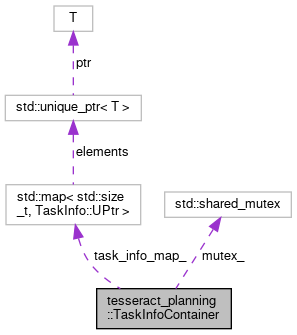 T
ptr
std::unique_ptr< T >
elements
std::map< std::size
_t, TaskInfo::UPtr >
std::shared_mutex
task_info_map_
mutex_
tesseract_planning
::TaskInfoContainer